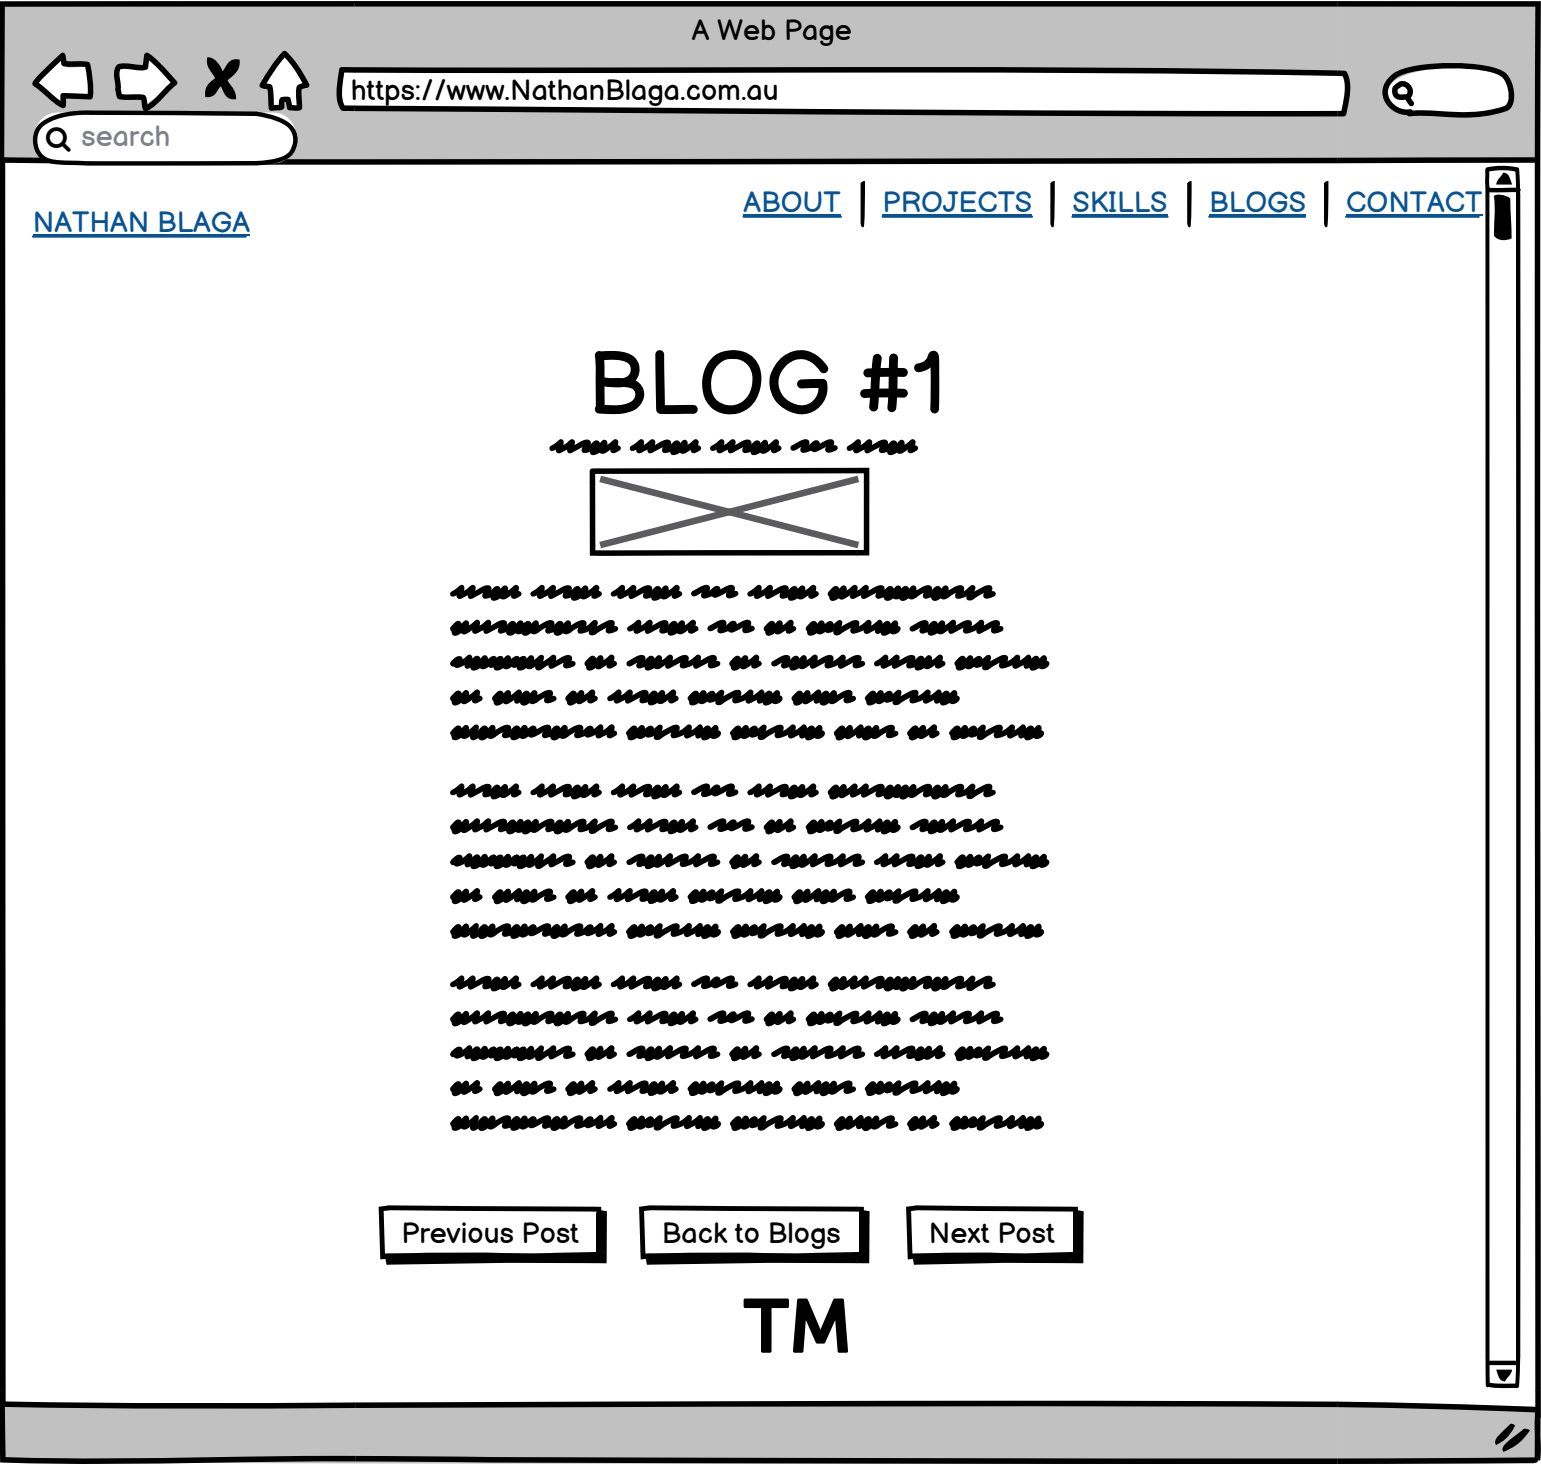 A Web Page
https://www.NathanBlaga.com.au
search
NATHAN BLAGA
ABOUT | PROJECTS | SKILLS | BLOGS | CONTACT
BLOG #1
Previous Post
Back to Blogs
Next Post
TM